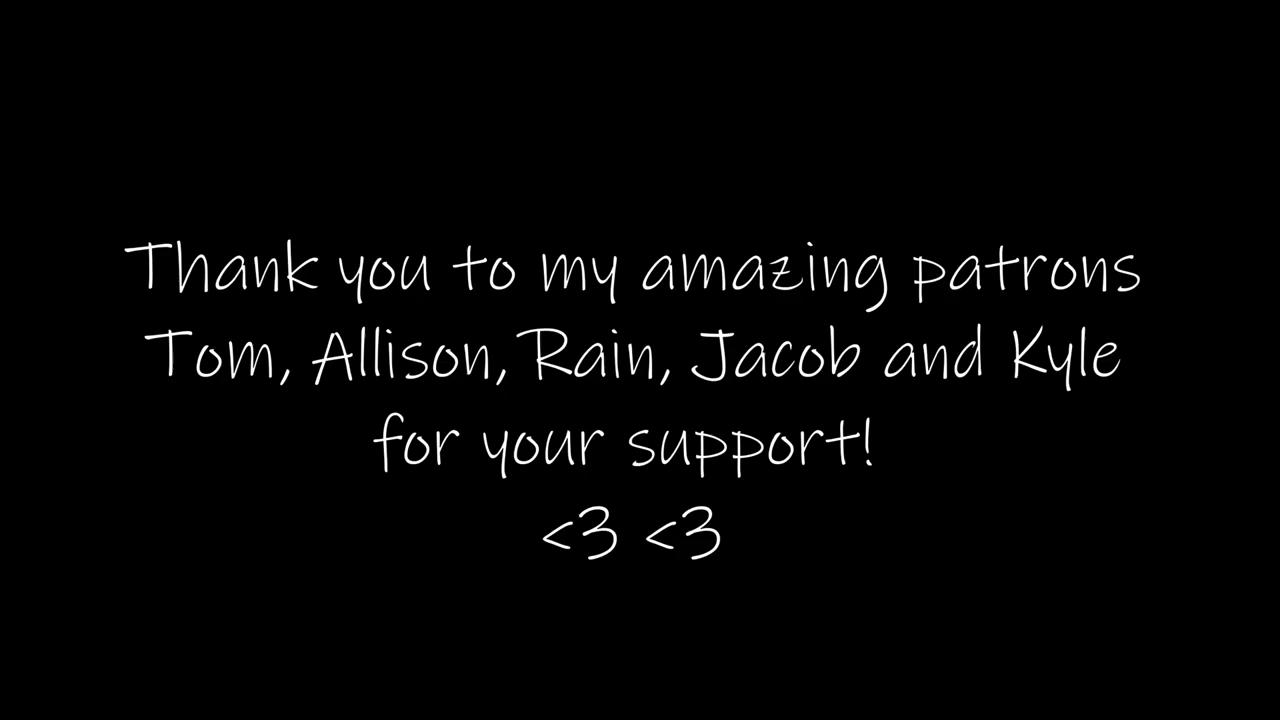 Thank you to my amazing patrons
Tom, Allison, Rain, Jacob and Kyle
for your support!
<3 <3